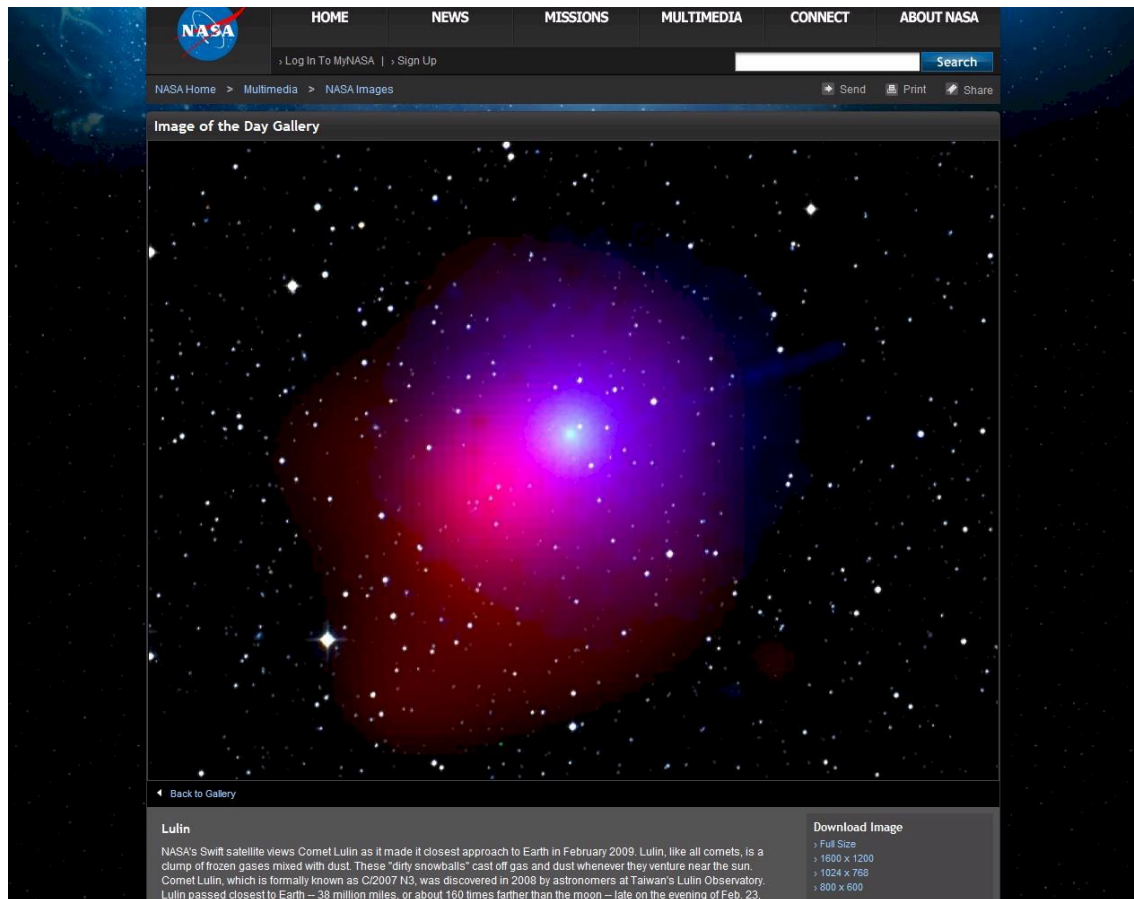 NASA
HOME NEWS MISSIONS MULTIMEDIA CONNECT ABOUT NASA
› Log In To MyNASA | › Sign Up Search
NASA Home > Multimedia > NASA Images Send Print Share
Image of the Day Gallery
Back to Gallery
Lulin
NASA's Swift satellite views Comet Lulin as it made it closest approach to Earth in February 2009. Lulin, like all comets, is a
clump of frozen gases mixed with dust. These "dirty snowballs" cast off gas and dust whenever they venture near the sun.
Comet Lulin, which is formally known as C/2007 N3, was discovered in 2008 by astronomers at Taiwan's Lulin Observatory.
Lulin passed closest to Earth -- 38 million miles, or about 160 times farther than the moon -- late on the evening of Feb. 23,
Download Image
› Full Size
› 1600 x 1200
› 1024 x 768
› 800 x 600